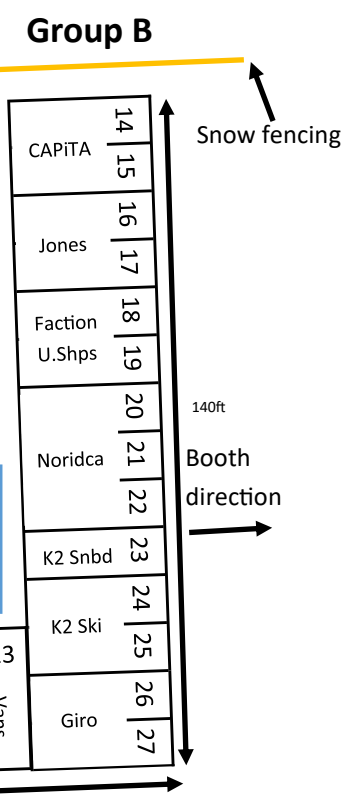 Group B
Snow fencing
14
CAPiTA
15
16
Jones
17
18
Faction
U.Shps
19
20
140ft
Noridca
21
Booth
direction
22
K2 Snbd
23
24
K2 Ski
25
26
Giro
27
3